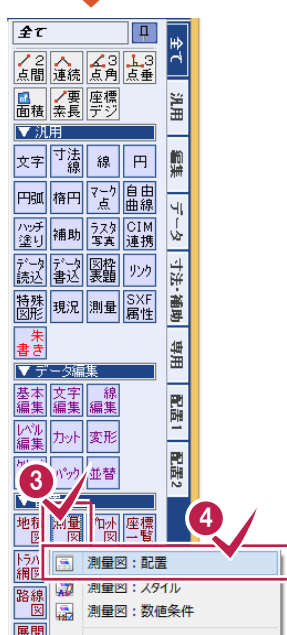 全て
2点間 連続 3点角 3点垂
面積 要素長 座標デジ
▼ 汎用
文字 寸法線 線 円
円弧 楕円 マーク点 自由曲線
ハッチ塗り 補助 ラスタ写真 CIM連携
データ読込 データ書込 図枠表題 リンク
特殊図形 現況 測量 SXF属性
朱書き
▼ データ編集
基本編集 文字編集 線編集
レベル編集 カット 変形
パック 並替
3
地積図 測量図 プロット図 座標一覧
4
測量図：配置
測量図：スタイル
路線図
測量図：数値条件
展開
全て
汎用
編集
データ
寸法・補助
専用
配置1
配置2